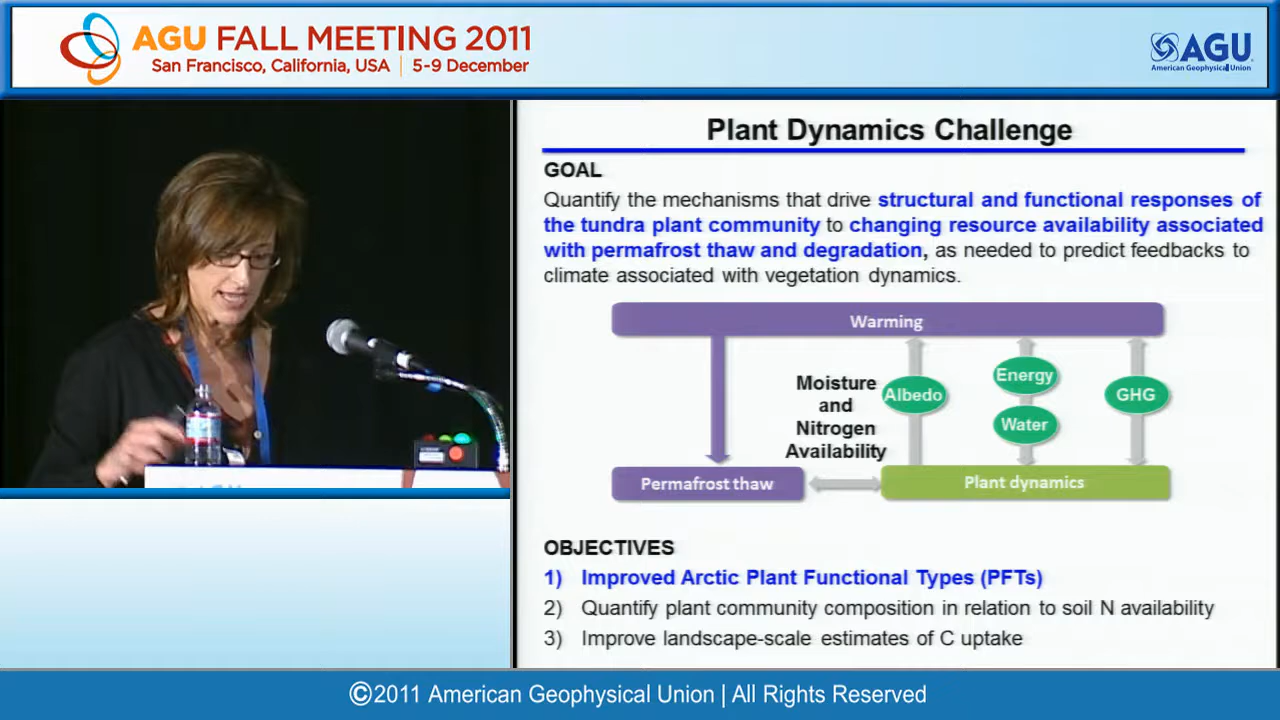 AGU FALL MEETING 2011
San Francisco, California, USA | 5-9 December
AGU
American Geophysical Union
Plant Dynamics Challenge
GOAL
Quantify the mechanisms that drive structural and functional responses of
the tundra plant community to changing resource availability associated
with permafrost thaw and degradation, as needed to predict feedbacks to
climate associated with vegetation dynamics.
Warming
Moisture
and
Nitrogen
Availability
Albedo
Energy
Water
GHG
Permafrost thaw
Plant dynamics
OBJECTIVES
1) Improved Arctic Plant Functional Types (PFTs)
2) Quantify plant community composition in relation to soil N availability
3) Improve landscape-scale estimates of C uptake
©2011 American Geophysical Union | All Rights Reserved